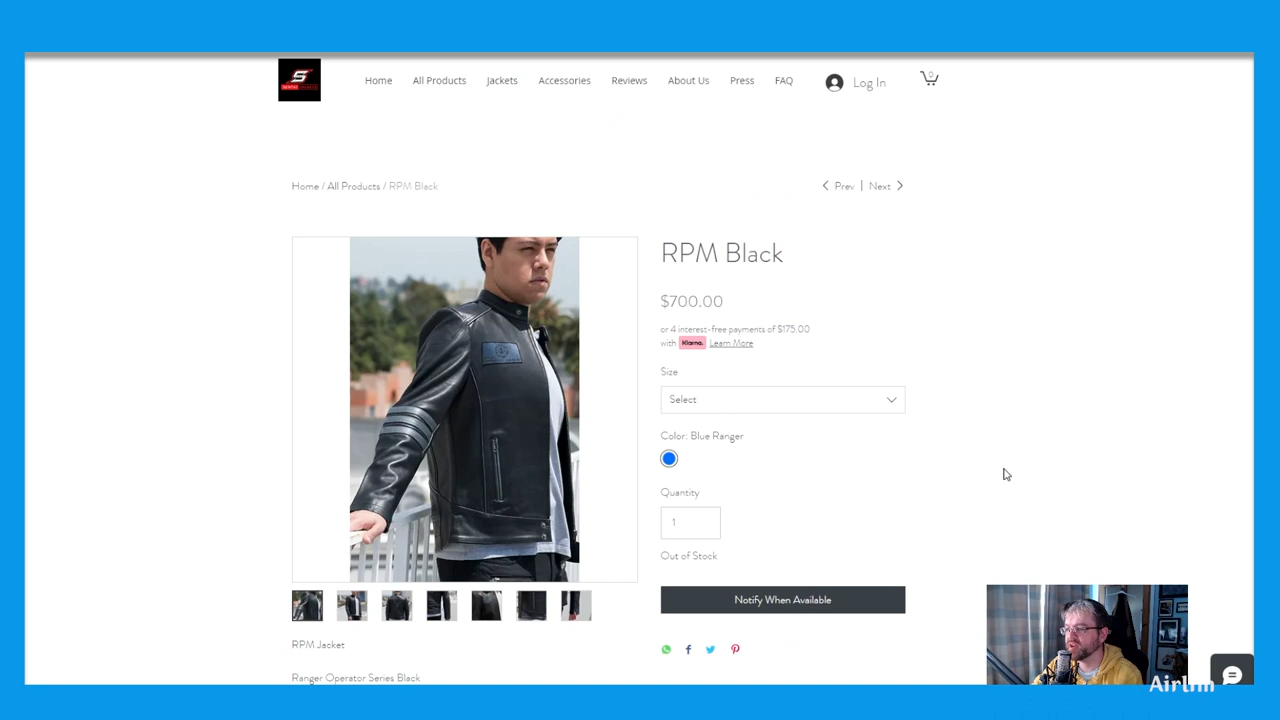 Home All Products Jackets Accessories Reviews About Us Press FAQ Log In 0
Home / All Products / RPM Black
Prev | Next
RPM Black
$700.00
or 4 interest-free payments of $175.00
with Klarna. Learn More
Size
Select
Color: Blue Ranger
Quantity
1
Out of Stock
Notify When Available
RPM Jacket
Ranger Operator Series Black